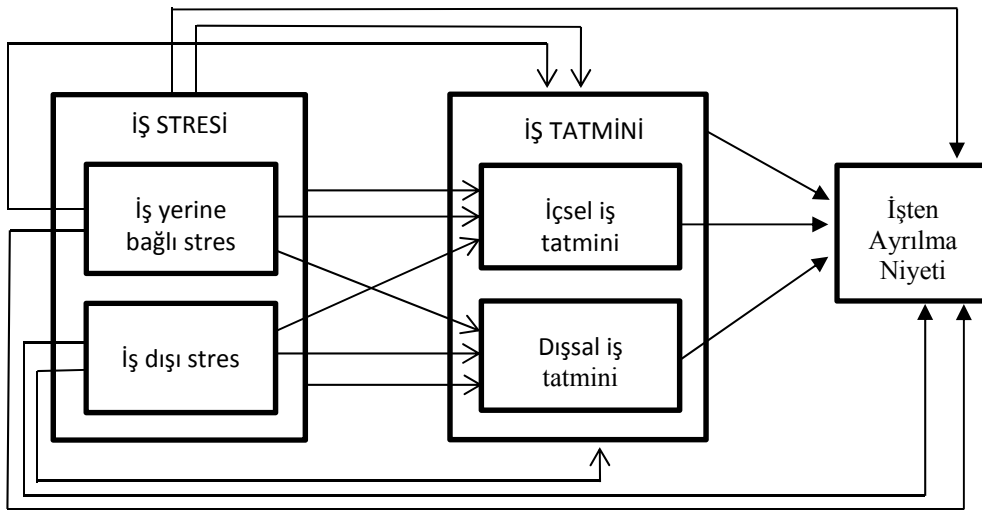 İŞ STRESİ
İş yerine
bağlı stres
İş dışı stres
İŞ TATMİNİ
İçsel iş
tatmini
Dışsal iş
tatmini
İşten
Ayrılma
Niyeti